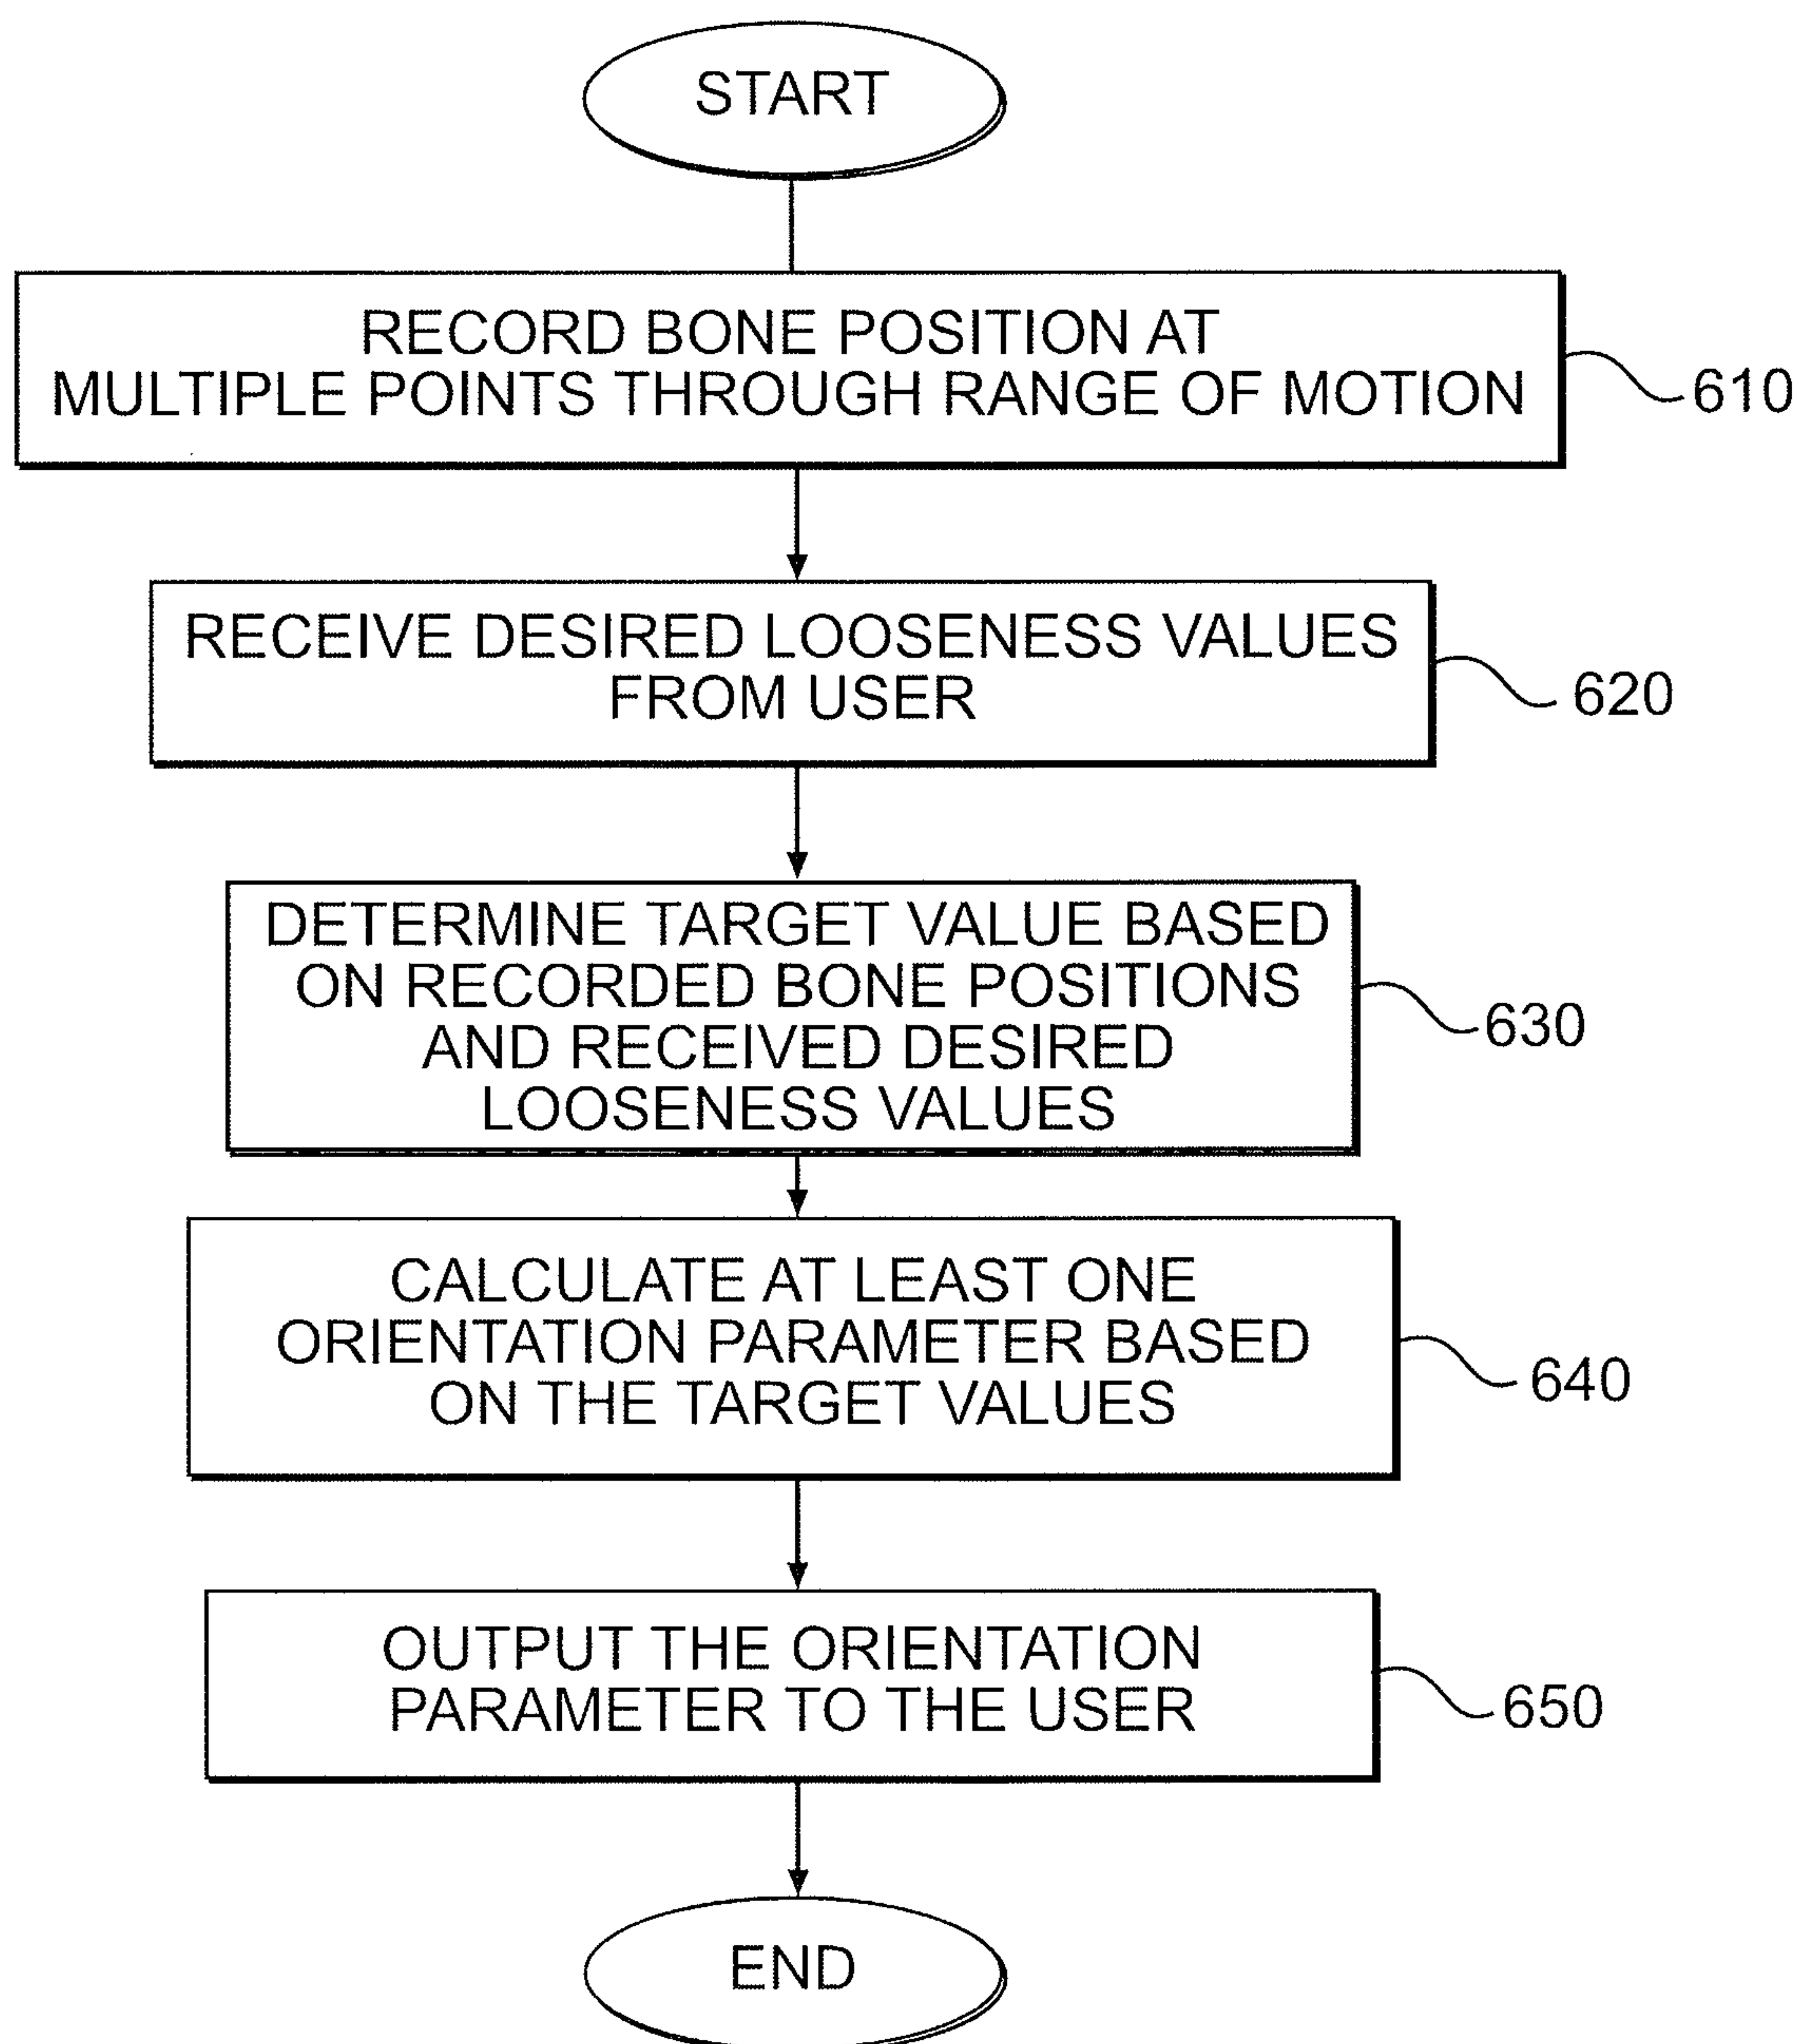 START
RECORD BONE POSITION AT
MULTIPLE POINTS THROUGH RANGE OF MOTION
610
RECEIVE DESIRED LOOSENESS VALUES
FROM USER
620
DETERMINE TARGET VALUE BASED
ON RECORDED BONE POSITIONS
AND RECEIVED DESIRED
LOOSENESS VALUES
630
CALCULATE AT LEAST ONE
ORIENTATION PARAMETER BASED
ON THE TARGET VALUES
640
OUTPUT THE ORIENTATION
PARAMETER TO THE USER
650
END